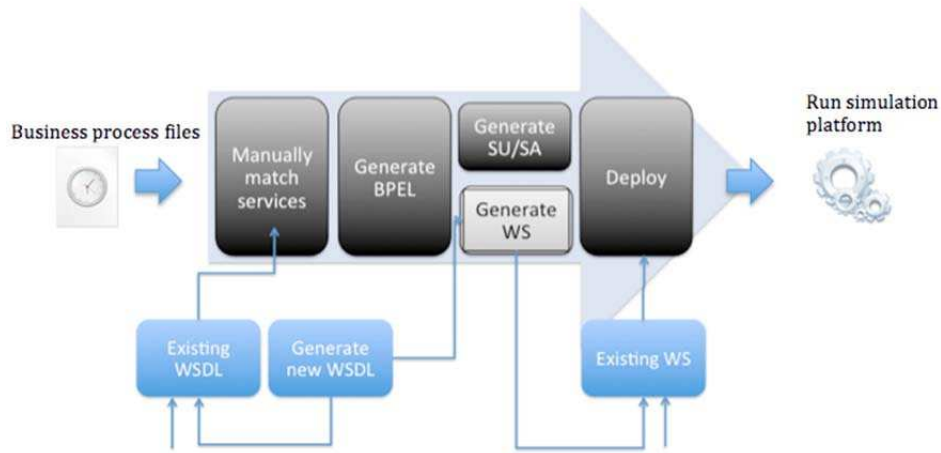 Business process files
Manually
match
services
Generate
BPEL
Generate
SU/SA
Generate
WS
Deploy
Run simulation
platform
Existing
WSDL
Generate
new WSDL
Existing WS